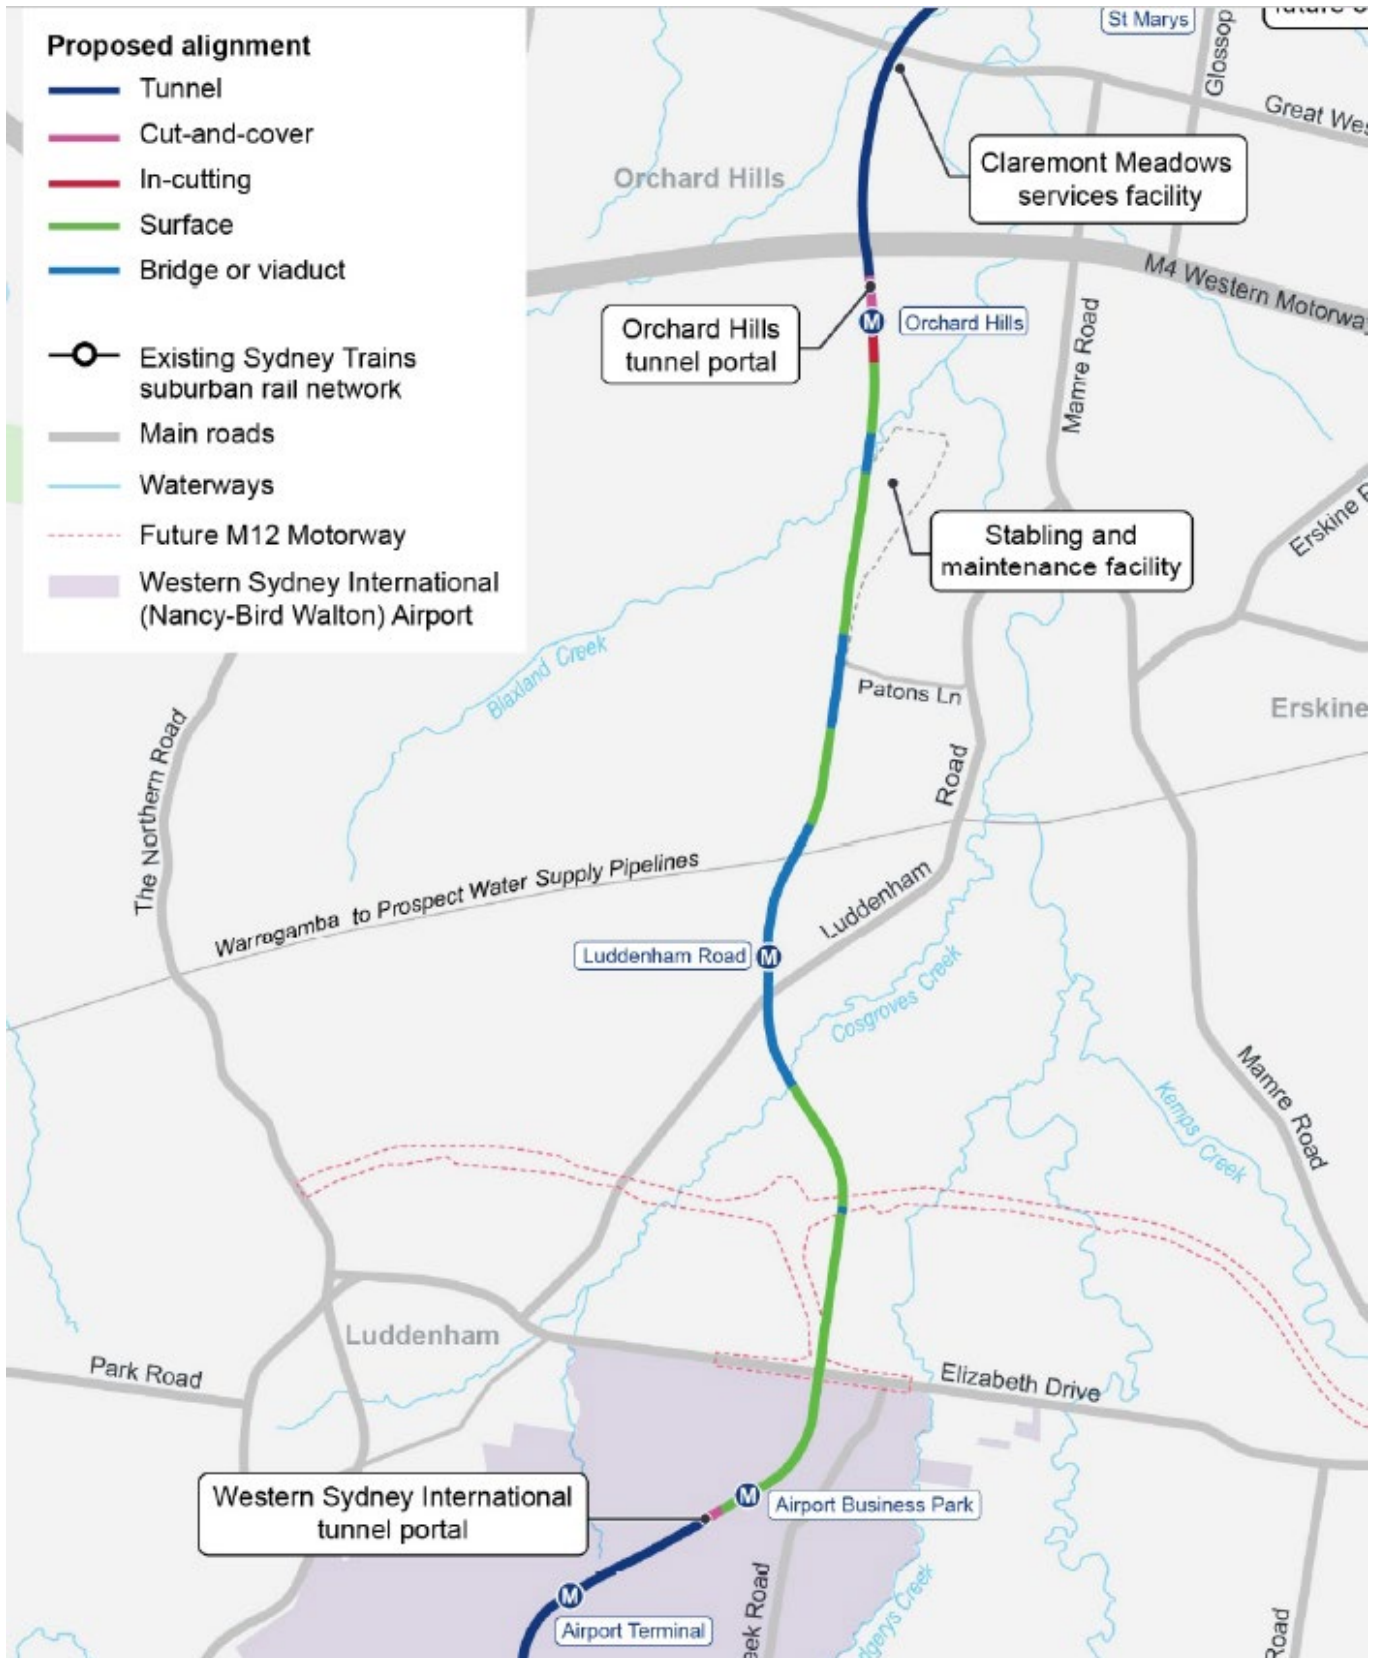 Proposed alignment
Tunnel
Cut-and-cover
In-cutting
Surface
Bridge or viaduct
Existing Sydney Trains
suburban rail network
Main roads
Waterways
Future M12 Motorway
Western Sydney International
(Nancy-Bird Walton) Airport
St Marys
Glossop
Great Wes
Claremont Meadows
services facility
Orchard Hills
M4 Western Motorway
Orchard Hills
tunnel portal
M
Orchard Hills
Mamre Road
Stabling and
maintenance facility
Erskine
Blaxland Creek
Patons Ln
Erskine
The Northern Road
Road
Warragamba to Prospect Water Supply Pipelines
Luddenham
Luddenham Road
M
Cosgroves Creek
Kemps Creek
Mamre Road
Luddenham
Park Road
Elizabeth Drive
Western Sydney International
tunnel portal
M
Airport Business Park
M
Airport Terminal
eek Road
dgerys Creek
Road